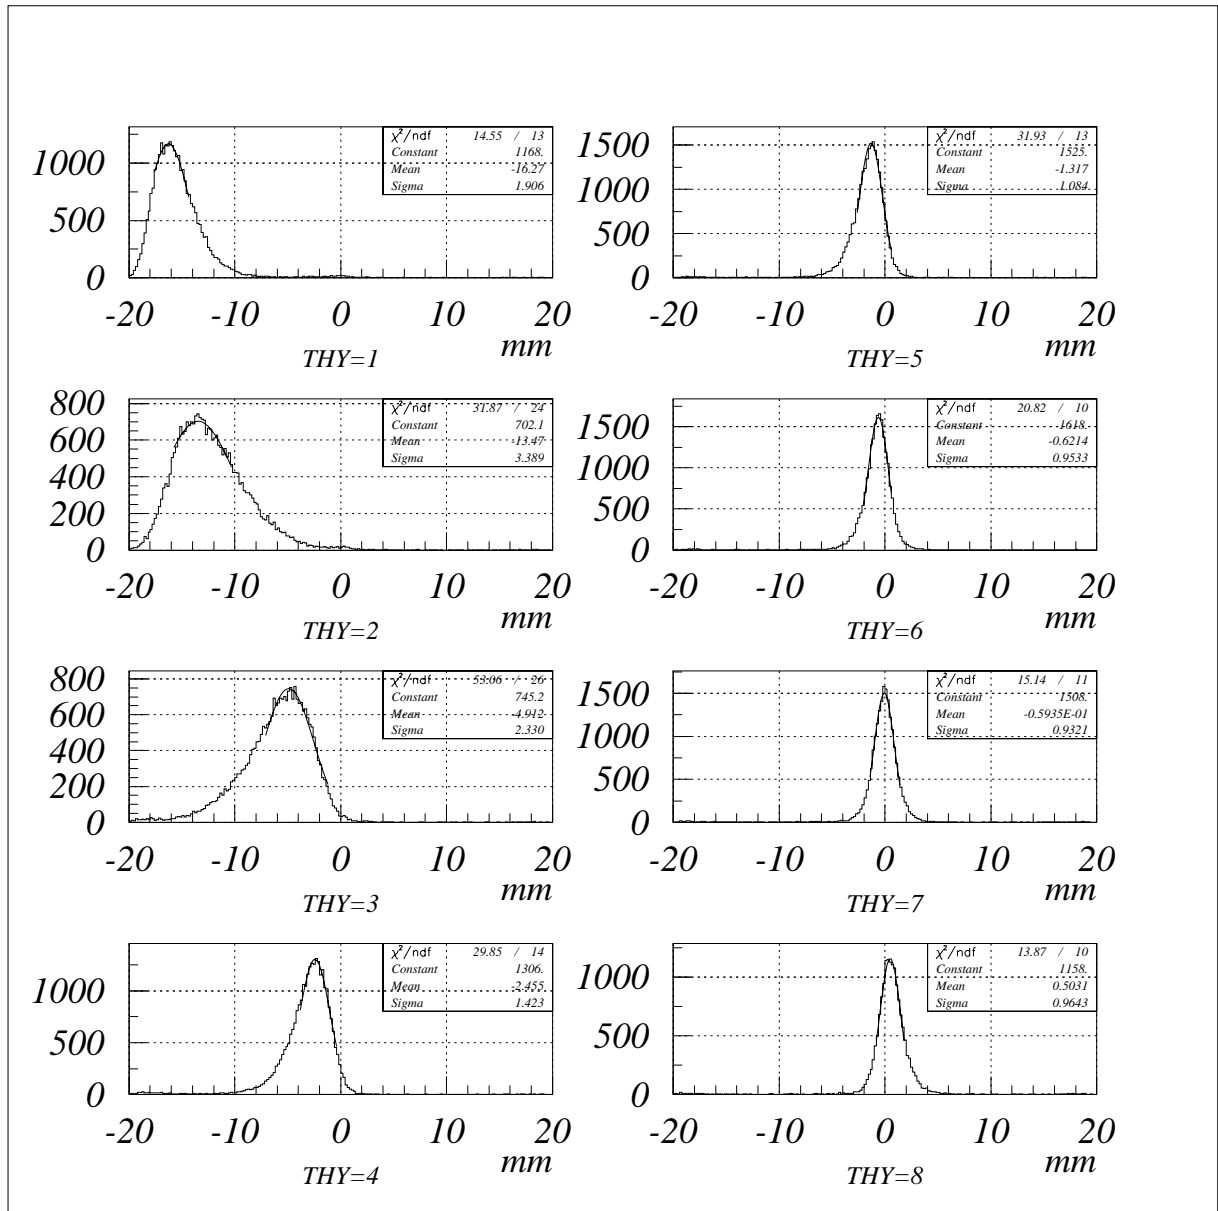 χ²/ndf 14.55 / 13
Constant 1168.
Mean -16.27
Sigma 1.906
1000
500
0
-20 -10 0 10 20
mm
THY=1
χ²/ndf 31.93 / 13
Constant 1525.
Mean -1.317
Sigma 1.084
1500
1000
500
0
-20 -10 0 10 20
mm
THY=5
χ²/ndf 31.87 / 24
Constant 702.1
Mean -13.47
Sigma 3.389
800
600
400
200
0
-20 -10 0 10 20
mm
THY=2
χ²/ndf 20.82 / 10
Constant 1618.
Mean -0.6214
Sigma 0.9533
1500
1000
500
0
-20 -10 0 10 20
mm
THY=6
χ²/ndf 53.06 / 26
Constant 745.2
Mean -4.912
Sigma 2.330
800
600
400
200
0
-20 -10 0 10 20
mm
THY=3
χ²/ndf 15.14 / 11
Constant 1508.
Mean -0.5935E-01
Sigma 0.9321
1500
1000
500
0
-20 -10 0 10 20
mm
THY=7
χ²/ndf 29.85 / 14
Constant 1306.
Mean -2.455
Sigma 1.423
1000
500
0
-20 -10 0 10 20
mm
THY=4
χ²/ndf 13.87 / 10
Constant 1158.
Mean 0.5031
Sigma 0.9643
1000
500
0
-20 -10 0 10 20
mm
THY=8